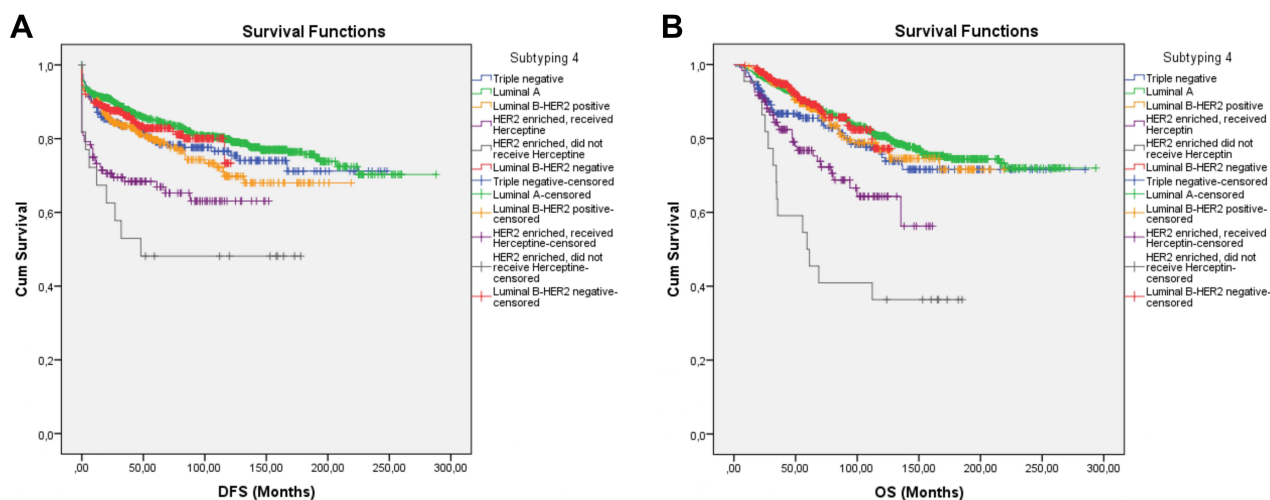 A
Survival Functions
Cum Survival
1,0
0,8
0,6
0,4
0,2
0,0
,00
50,00
100,00
150,00
200,00
250,00
300,00
DFS (Months)
Subtyping 4
Triple negative
Luminal A
Luminal B-HER2 positive
HER2 enriched, received
Herceptine
HER2 enriched, did not
receive Herceptine
Luminal B-HER2 negative
Triple negative-censored
Luminal A-censored
Luminal B-HER2 positive-
censored
HER2 enriched, received
Herceptine-censored
HER2 enriched, did not
receive Herceptine-
censored
Luminal B-HER2 negative-
censored
B
Survival Functions
Cum Survival
1,0
0,8
0,6
0,4
0,2
0,0
,00
50,00
100,00
150,00
200,00
250,00
300,00
OS (Months)
Subtyping 4
Triple negative
Luminal A
Luminal B-HER2 positive
HER2 enriched, received
Herceptin
HER2 enriched did not
receive Herceptin
Luminal B-HER2 negative
Triple negative-censored
Luminal A-censored
Luminal B-HER2 positive-
censored
HER2 enriched, received
Herceptin-censored
HER2 enriched, did not
receive Herceptin-
censored
Luminal B-HER2 negative-
censored